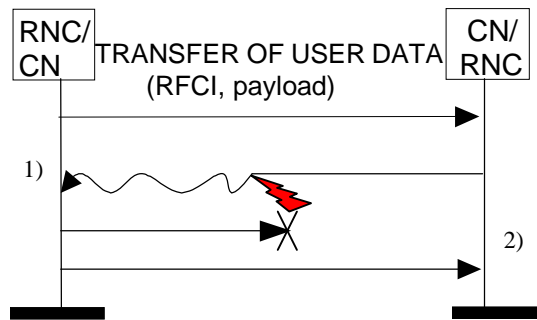 RNC/
CN
CN/
RNC
TRANSFER OF USER DATA
(RFCI, payload)
1)
2)